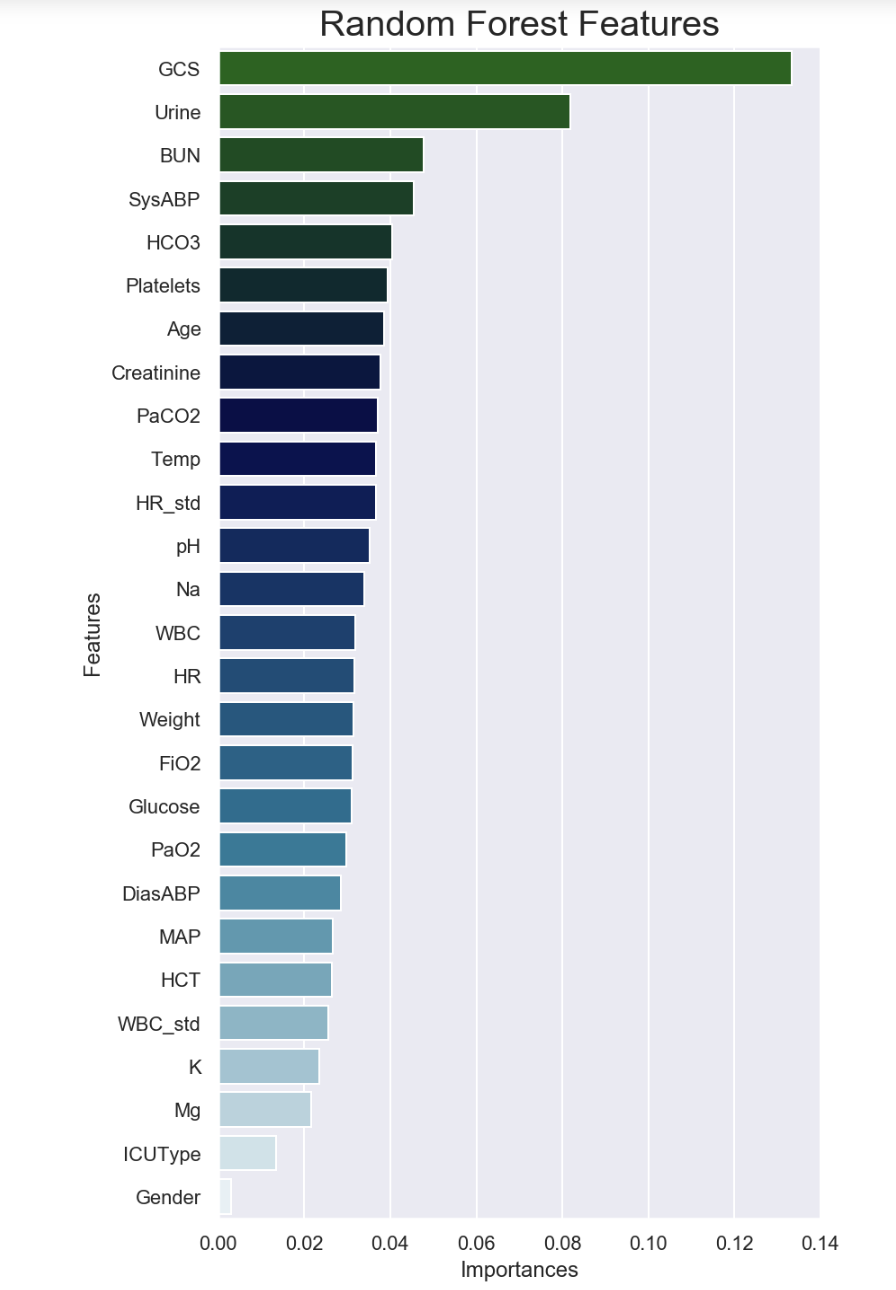 Random Forest Features
GCS
Urine
BUN
SysABP
HCO3
Platelets
Age
Creatinine
PaCO2
Temp
HR_std
pH
Na
WBC
HR
Weight
FiO2
Glucose
PaO2
DiasABP
MAP
HCT
WBC_std
K
Mg
ICUType
Gender
Features
0.00 0.02 0.04 0.06 0.08 0.10 0.12 0.14
Importances